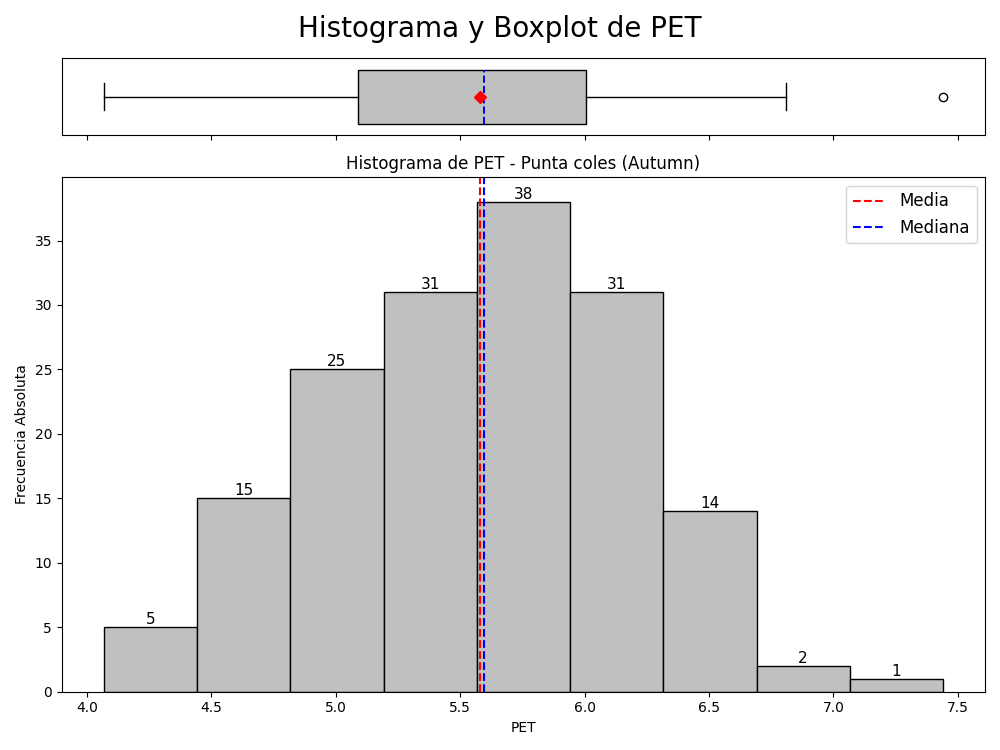 Histograma y Boxplot de PET
Histograma de PET - Punta coles (Autumn)
Media
Mediana
38
31
31
25
15
14
5
2
1
35
30
25
20
15
10
5
0
Frecuencia Absoluta
4.0 4.5 5.0 5.5 6.0 6.5 7.0 7.5
PET